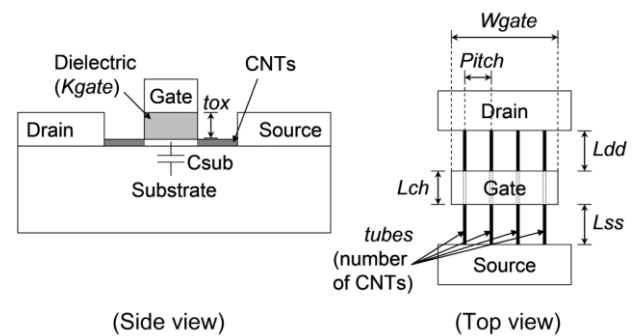 Dielectric
(Kgate)
CNTs
Gate
tox
Drain
Source
Csub
Substrate
(Side view)
Wgate
Pitch
Drain
Ldd
Lch
Gate
Lss
tubes
(number
of CNTs)
Source
(Top view)